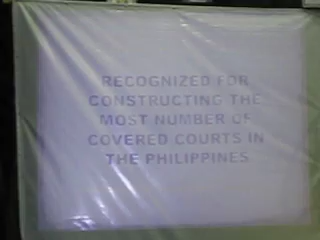 RECOGNIZED FOR
CONSTRUCTING THE
MOST NUMBER OF
COVERED COURTS IN
THE PHILIPPINES